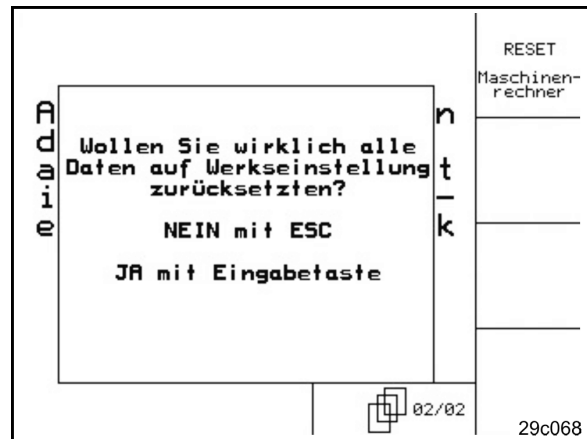 RESET
Maschinen-
rechner
A
d
a
i
e
Wollen Sie wirklich alle
Daten auf Werkseinstellung
zurücksetzten?
NEIN mit ESC
JA mit Eingabetaste
n
t
–
k
02/02
29c068